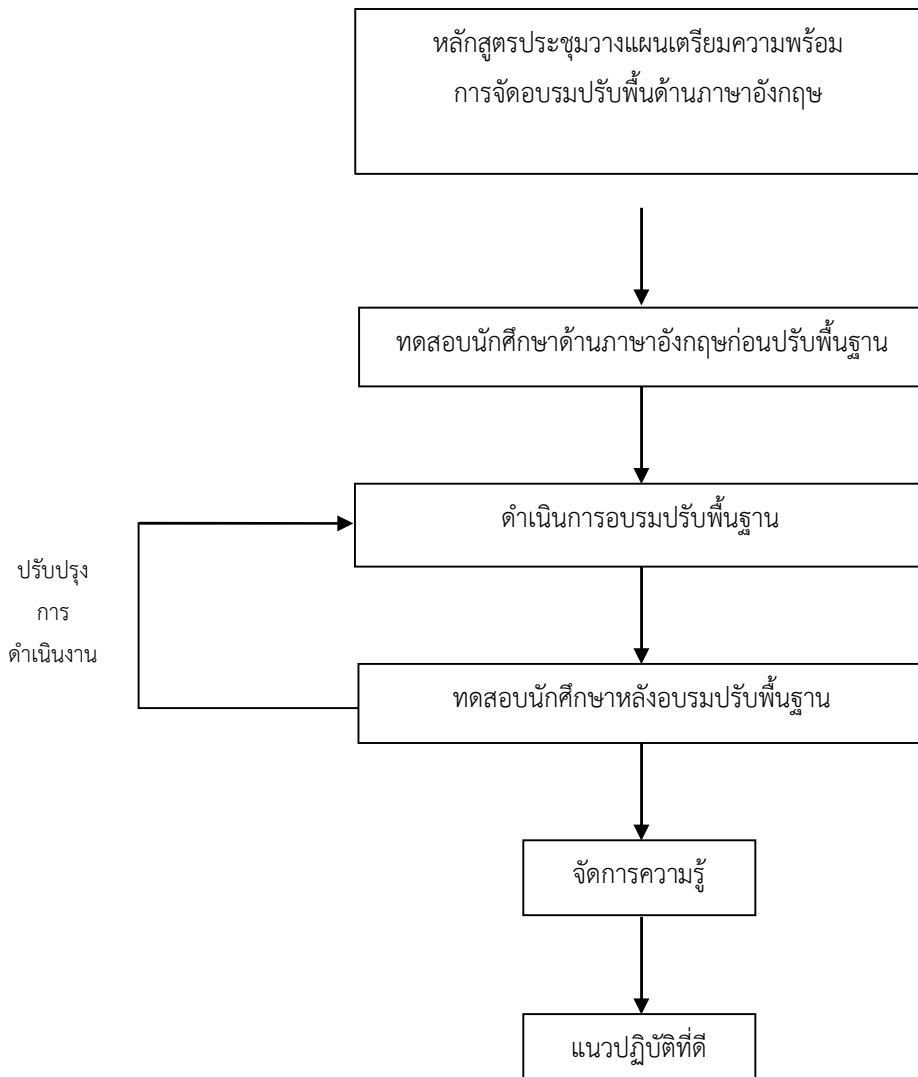 หลักสูตรประชุมวางแผนเตรียมความพร้อม
การจัดอบรมปรับพื้นด้านภาษาอังกฤษ
ทดสอบนักศึกษาด้านภาษาอังกฤษก่อนปรับพื้นฐาน
ดำเนินการอบรมปรับพื้นฐาน
ปรับปรุง
การ
ดำเนินงาน
ทดสอบนักศึกษาหลังอบรมปรับพื้นฐาน
จัดการความรู้
แนวปฏิบัติที่ดี